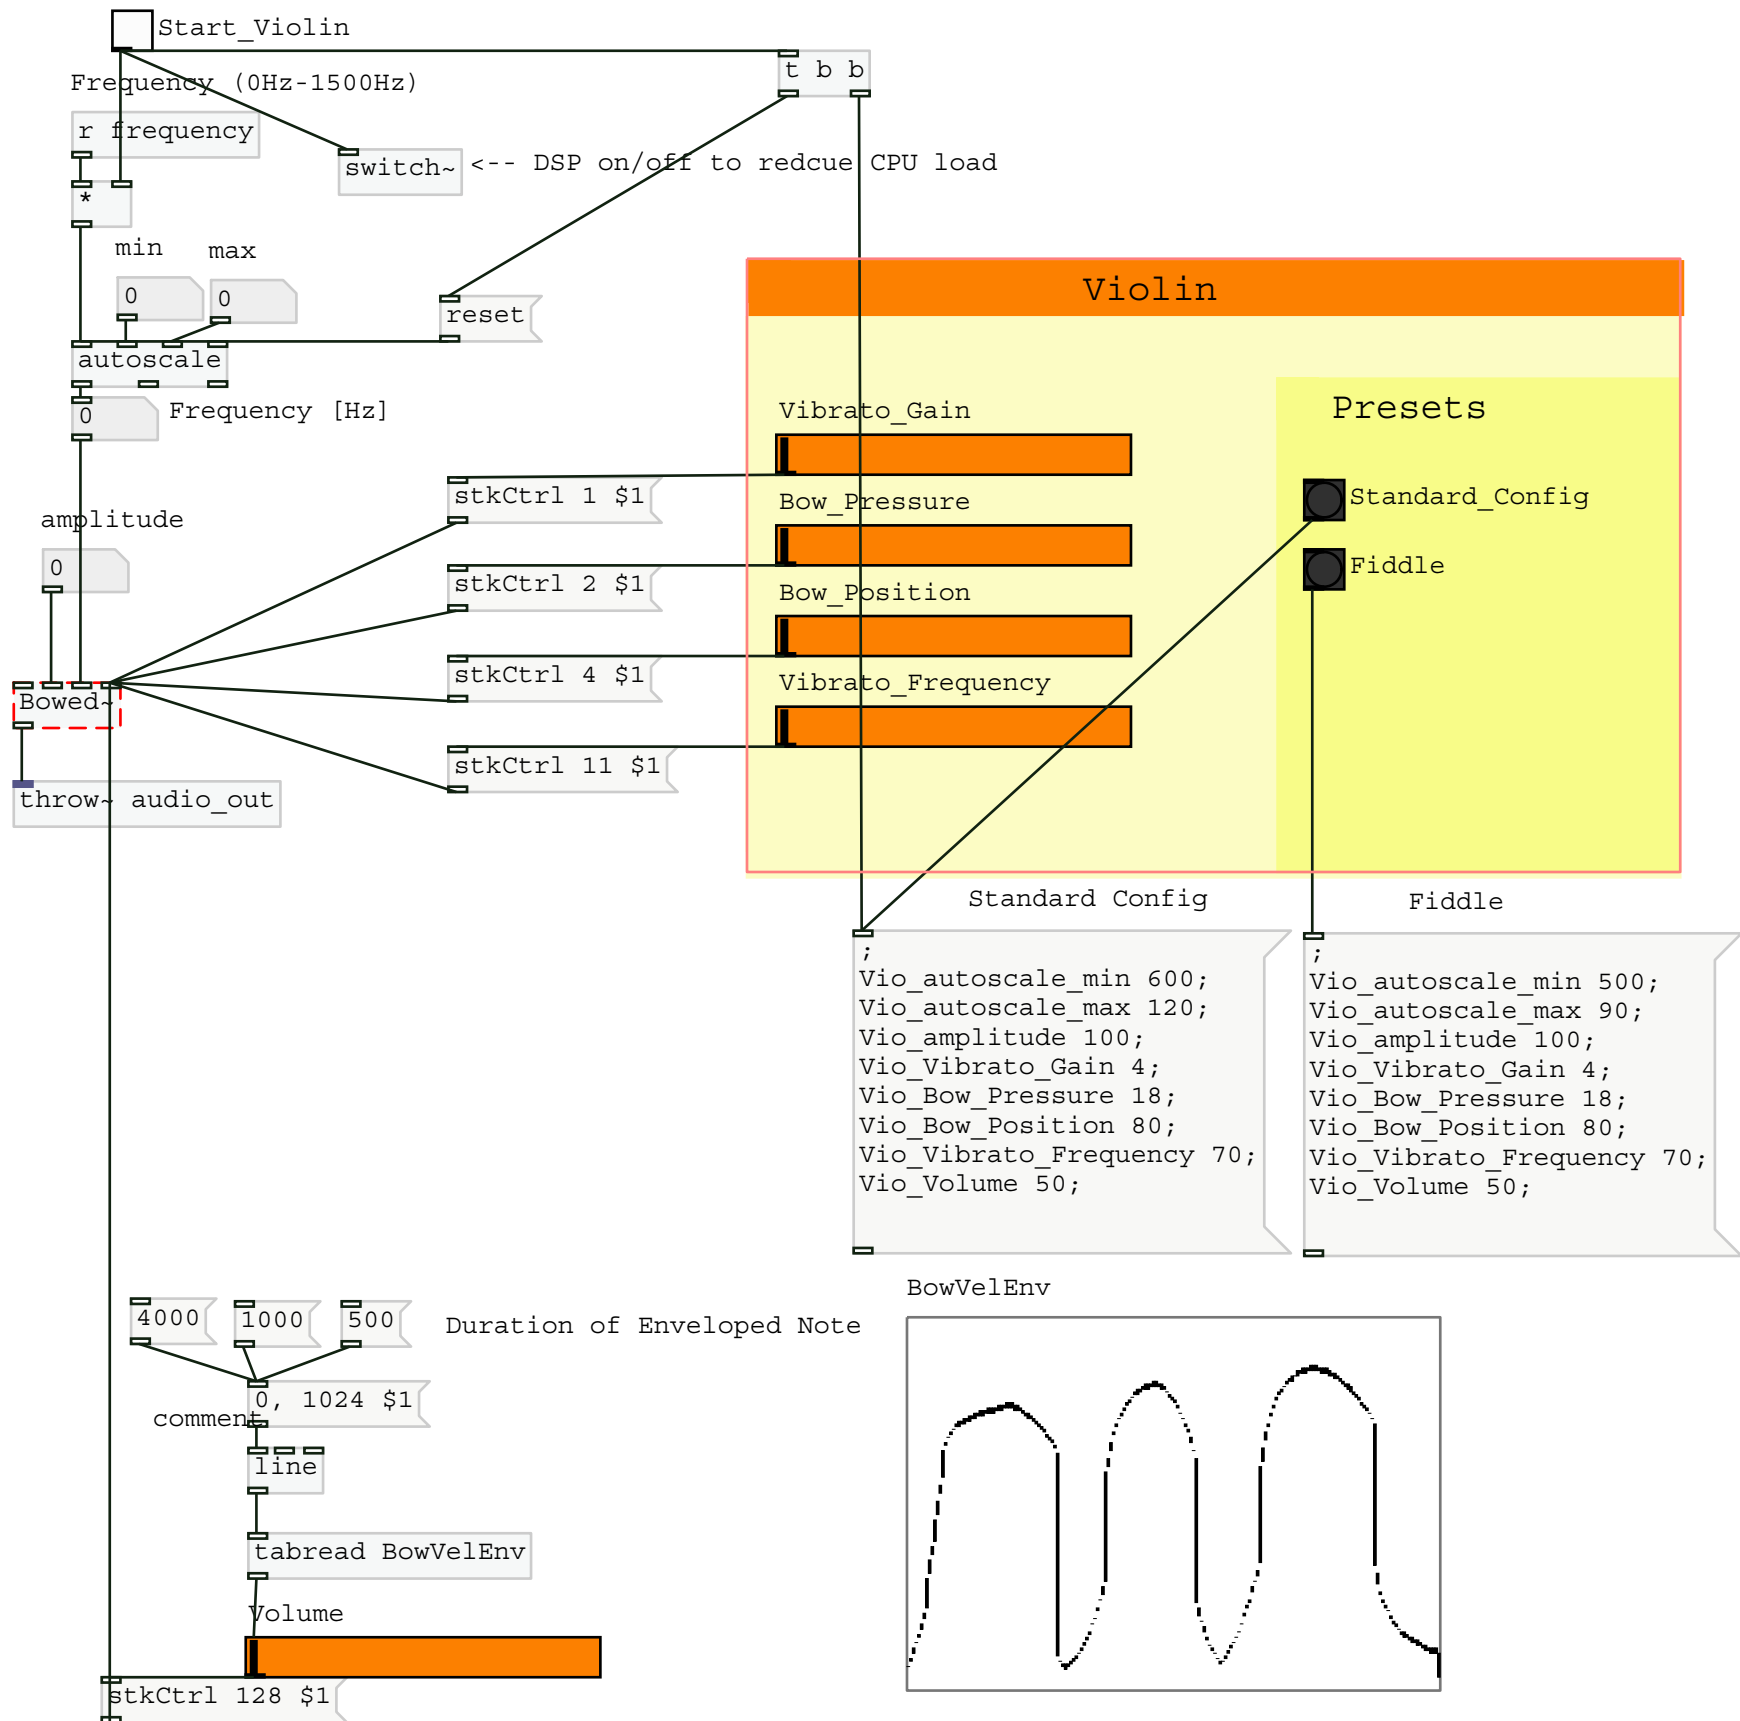 Start_Violin
t b b
Frequency (0Hz-1500Hz)
r frequency
switch~
<-- DSP on/off to redcue CPU load
*
min
max
0
0
reset
Violin
autoscale
0
Frequency [Hz]
Vibrato_Gain
Presets
stkCtrl 1 $1
Bow_Pressure
Standard_Config
amplitude
0
stkCtrl 2 $1
Bow_Position
Fiddle
stkCtrl 4 $1
Vibrato_Frequency
Bowed~
stkCtrl 11 $1
throw~ audio_out
Standard Config
;
Vio_autoscale_min 600;
Vio_autoscale_max 120;
Vio_amplitude 100;
Vio_Vibrato_Gain 4;
Vio_Bow_Pressure 18;
Vio_Bow_Position 80;
Vio_Vibrato_Frequency 70;
Vio_Volume 50;
Fiddle
;
Vio_autoscale_min 500;
Vio_autoscale_max 90;
Vio_amplitude 100;
Vio_Vibrato_Gain 4;
Vio_Bow_Pressure 18;
Vio_Bow_Position 80;
Vio_Vibrato_Frequency 70;
Vio_Volume 50;
BowVelEnv
4000
1000
500
Duration of Enveloped Note
0, 1024 $1
comment
line
tabread BowVelEnv
Volume
stkCtrl 128 $1